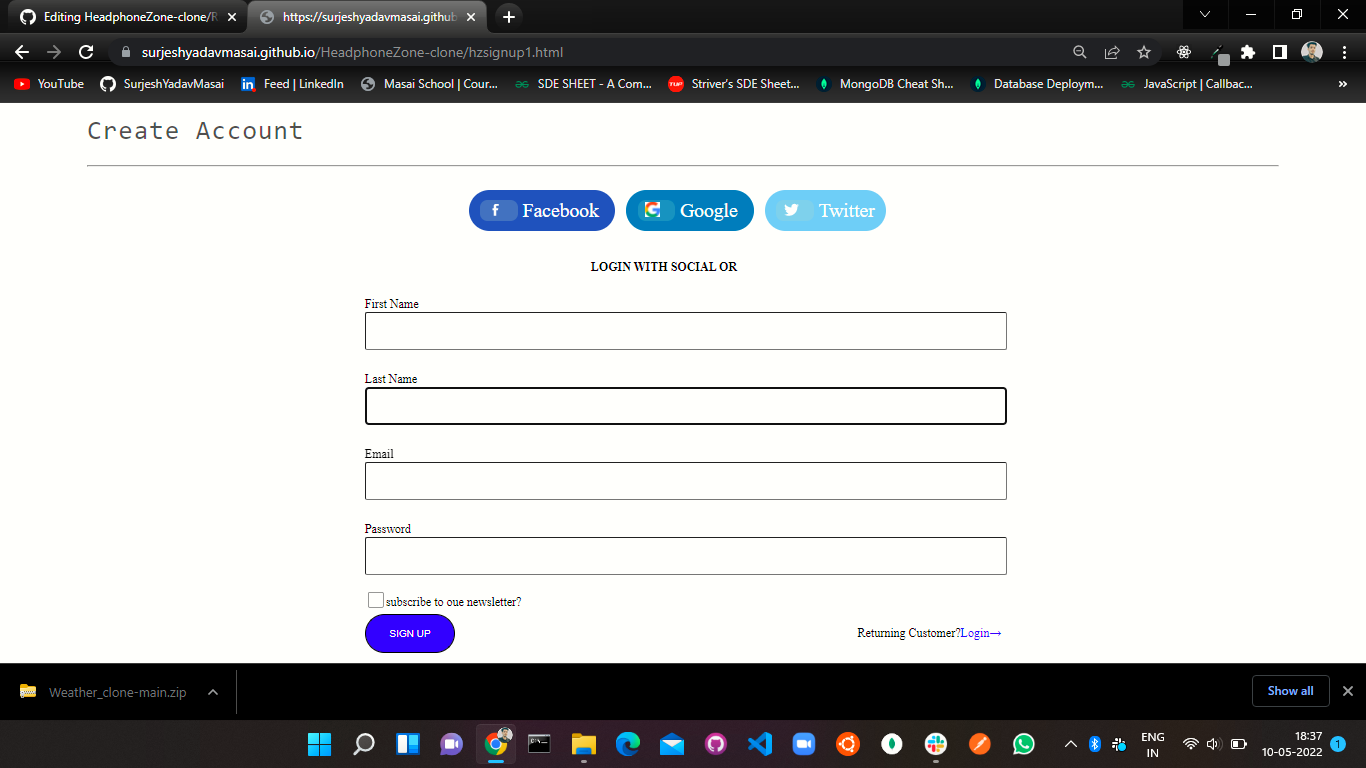 Editing HeadphoneZone-clone/R
https://surjeshyadavmasai.github
surjeshyadavmasai.github.io/HeadphoneZone-clone/hzsignup1.html
YouTube
SurjeshYadavMasai
Feed | LinkedIn
Masai School | Cour...
SDE SHEET - A Com...
Striver's SDE Sheet...
MongoDB Cheat Sh...
Database Deploym...
JavaScript | Callbac...
»
Create Account
Facebook
Google
Twitter
LOGIN WITH SOCIAL OR
First Name
Last Name
Email
Password
subscribe to oue newsletter?
SIGN UP
Returning Customer?Login→
Weather_clone-main.zip
Show all
ENG
IN
18:37
10-05-2022
1